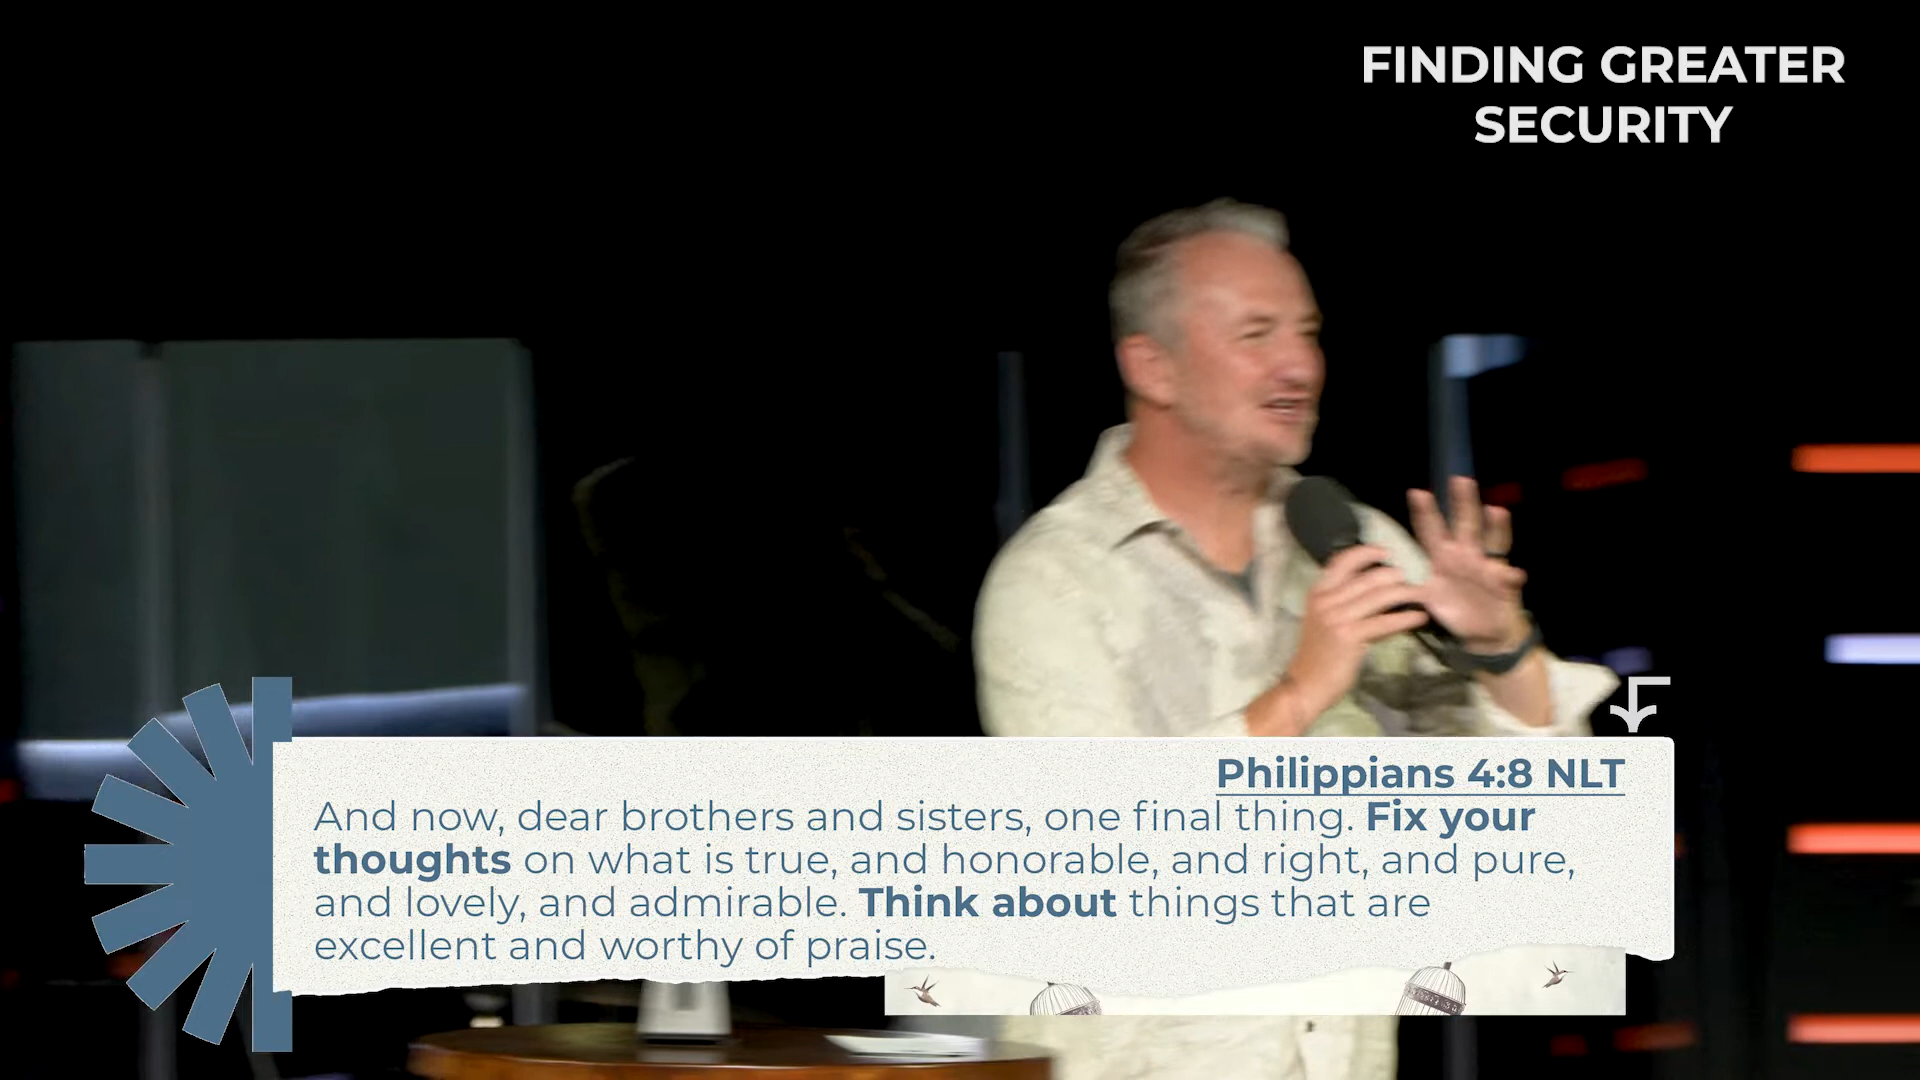 FINDING GREATER
SECURITY
Philippians 4:8 NLT
And now, dear brothers and sisters, one final thing. Fix your
thoughts on what is true, and honorable, and right, and pure,
and lovely, and admirable. Think about things that are
excellent and worthy of praise.